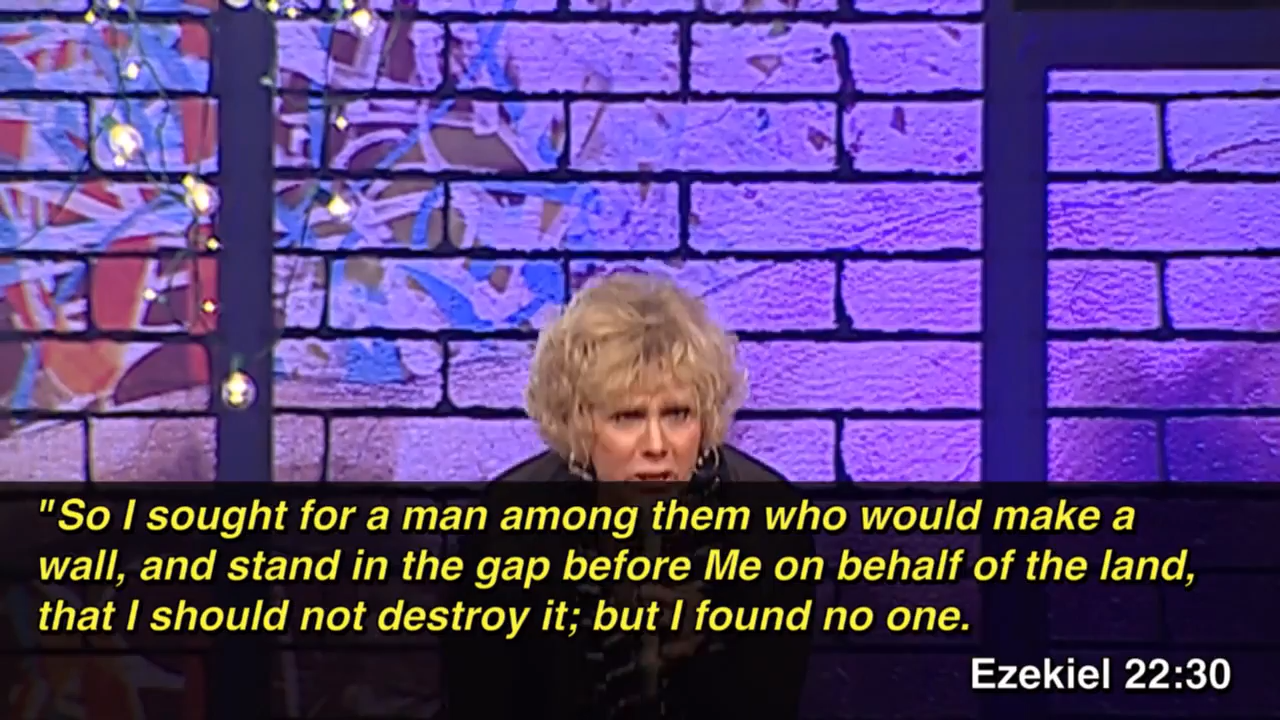 "So I sought for a man among them who would make a
wall, and stand in the gap before Me on behalf of the land,
that I should not destroy it; but I found no one.
Ezekiel 22:30